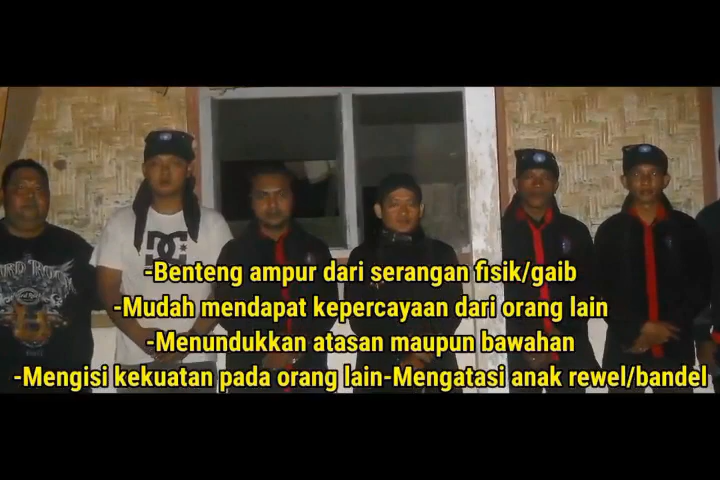 -Benteng ampur dari serangan fisik/gaib
-Mudah mendapat kepercayaan dari orang lain
-Menundukkan atasan maupun bawahan
-Mengisi kekuatan pada orang lain-Mengatasi anak rewel/bandel